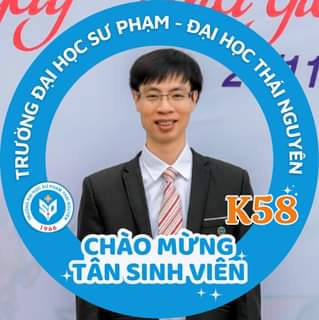 TRƯỜNG ĐẠI HỌC SƯ PHẠM - ĐẠI HỌC THÁI NGUYÊN
K58
CHÀO MỪNG
TÂN SINH VIÊN
1966